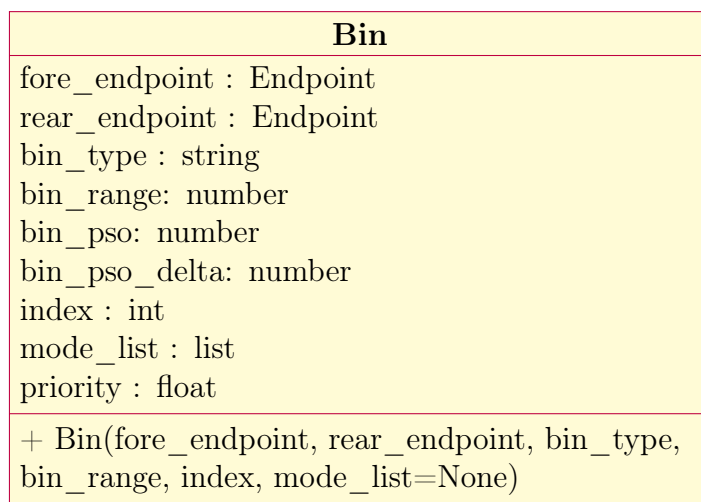 Bin
fore_endpoint : Endpoint
rear_endpoint : Endpoint
bin_type : string
bin_range: number
bin_pso: number
bin_pso_delta: number
index : int
mode_list : list
priority : float
+ Bin(fore_endpoint, rear_endpoint, bin_type,
bin_range, index, mode_list=None)